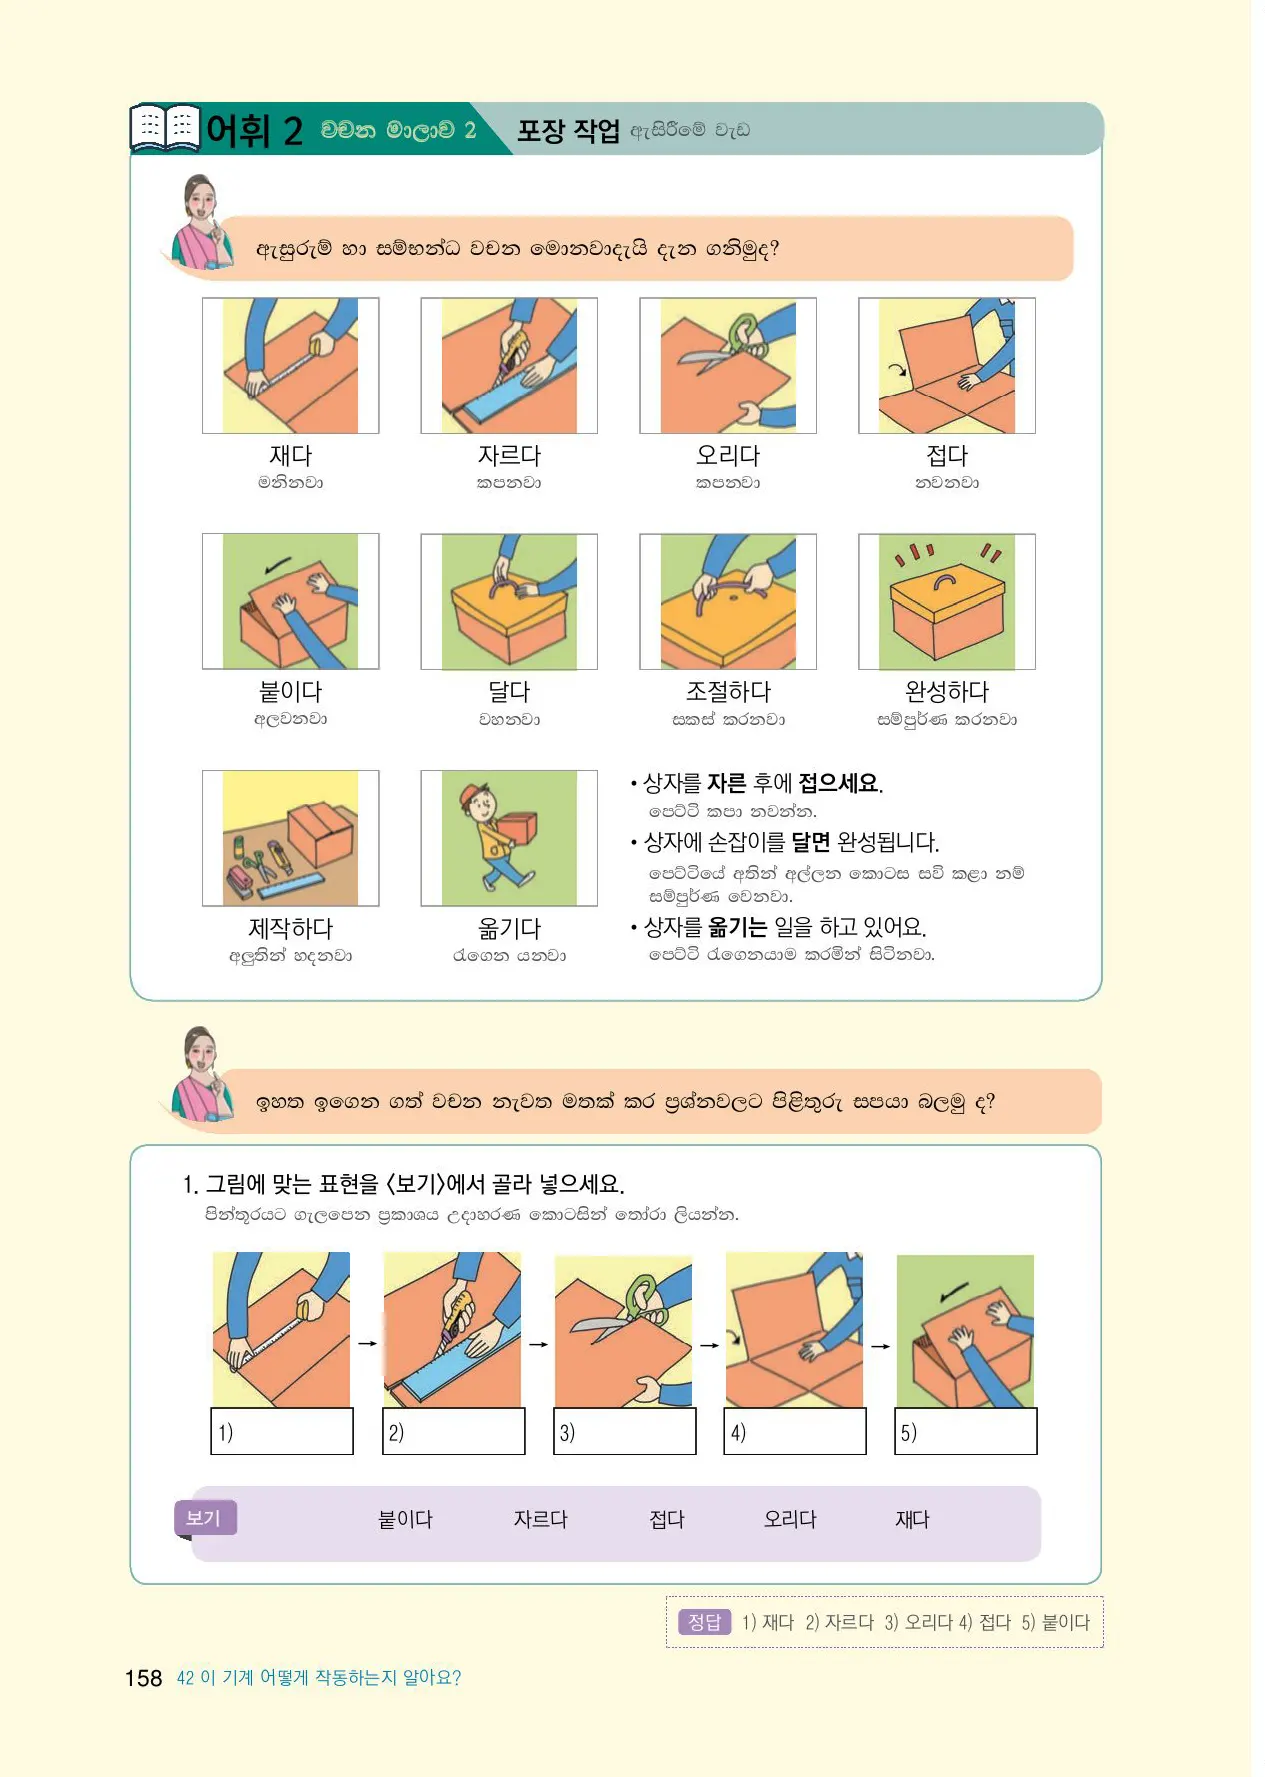 어휘 2 වචන මාලාව 2 포장 작업 ඇසිරීමේ වැඩ
ඇසුරුම් හා සම්භන්ධ වචන මොනවාදැයි දැන ගනිමුද?
재다 자르다 오리다 접다
මනිනවා කපනවා කපනවා නවනවා
붙이다 달다 조절하다 완성하다
අලවනවා වහනවා සකස් කරනවා සම්පුර්ණ කරනවා
• 상자를 자른 후에 접으세요.
පෙට්ටි කපා නවන්න.
• 상자에 손잡이를 달면 완성됩니다.
පෙට්ටියේ අතින් අල්ලන කොටස සවි කළා නම්
සම්පුර්ණ වෙනවා.
제작하다 옮기다
අලුතින් හදනවා රැගෙන යනවා
• 상자를 옮기는 일을 하고 있어요.
පෙට්ටි රැගෙනයාම කරමින් සිටිනවා.
ඉහත ඉගෙන ගත් වචන නැවත මතක් කර ප්‍රශ්නවලට පිළිතුරු සපයා බලමු ද?
1. 그림에 맞는 표현을 〈보기〉에서 골라 넣으세요.
පින්තූරයට ගැලපෙන ප්‍රකාශය උදාහරණ කොටසින් තෝරා ලියන්න.
→ → → →
1) 2) 3) 4) 5)
보기 붙이다 자르다 접다 오리다 재다
정답 1) 재다 2) 자르다 3) 오리다 4) 접다 5) 붙이다
158 42 이 기계 어떻게 작동하는지 알아요?